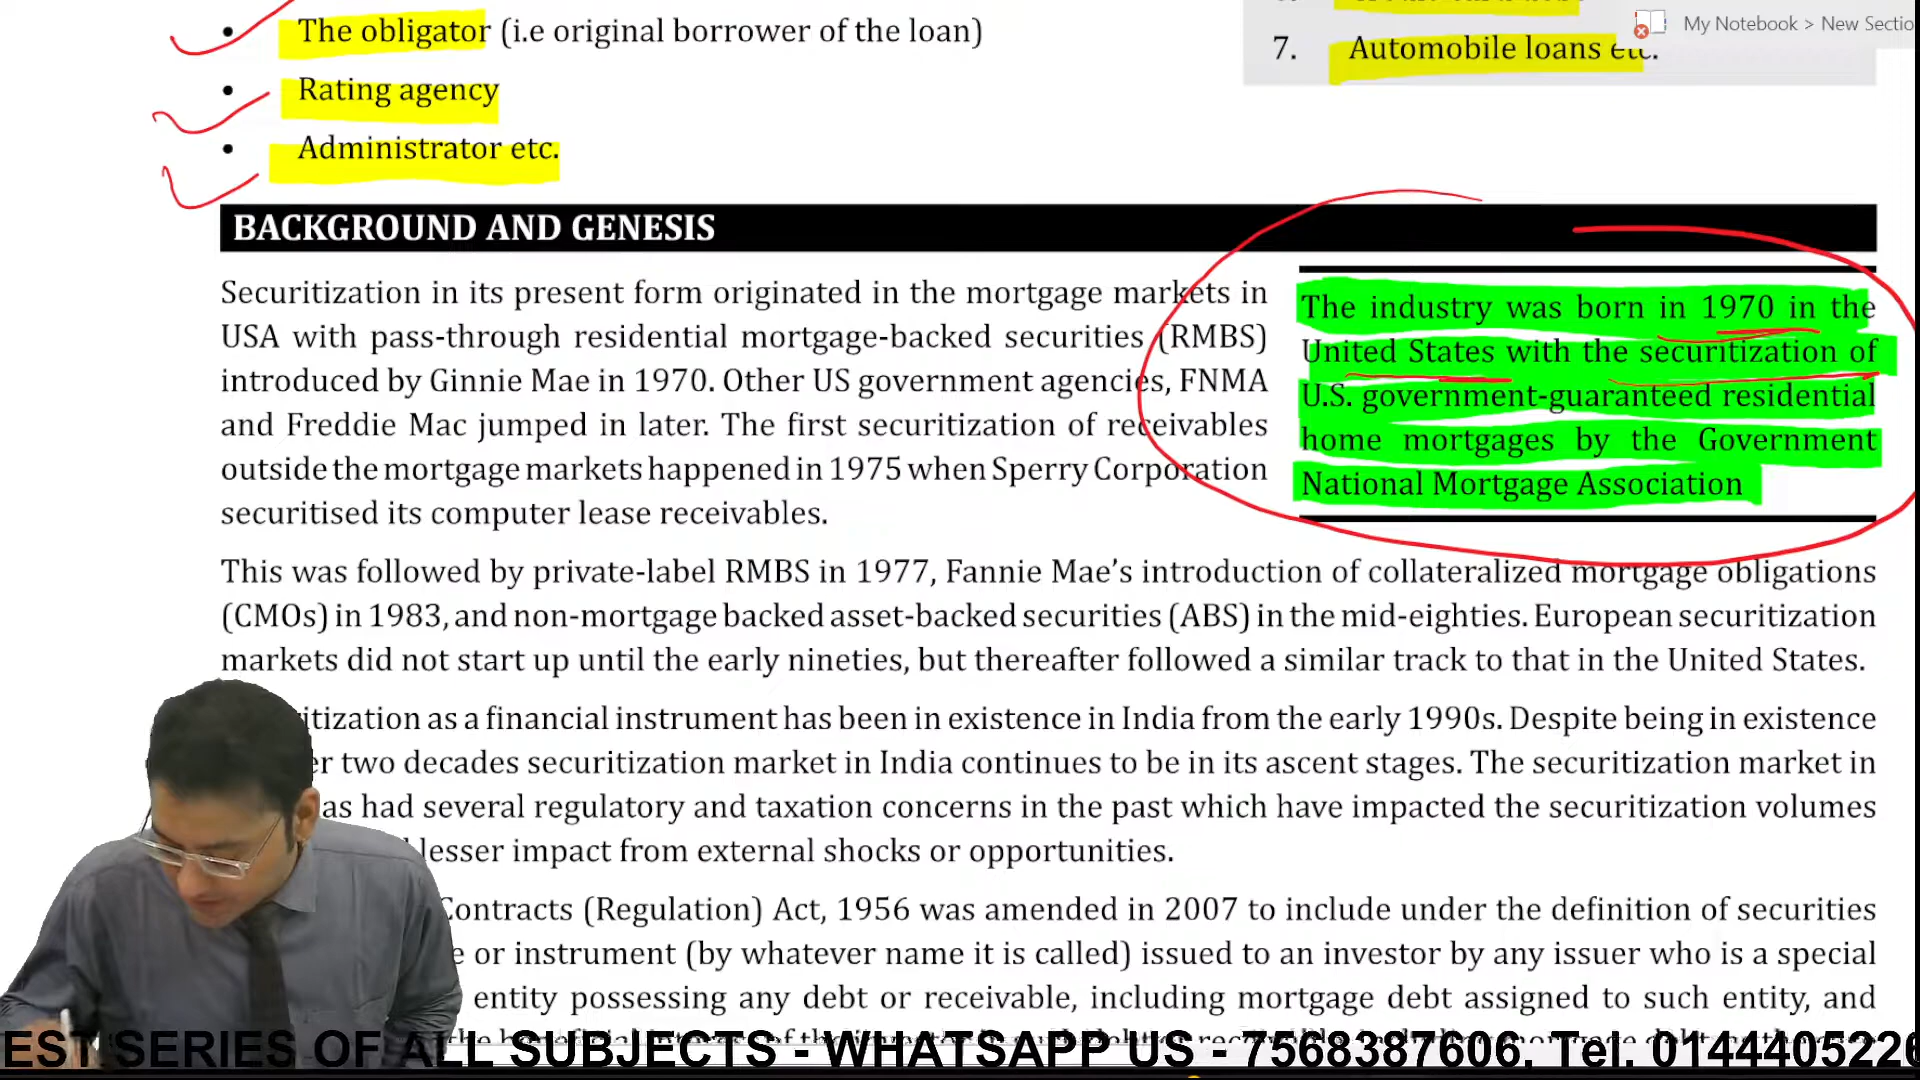 The obligator (i.e original borrower of the loan)
Rating agency
Administrator etc.
7. Automobile loans etc.
My Notebook > New Sectio
BACKGROUND AND GENESIS
Securitization in its present form originated in the mortgage markets in
USA with pass-through residential mortgage-backed securities (RMBS)
introduced by Ginnie Mae in 1970. Other US government agencies, FNMA
and Freddie Mac jumped in later. The first securitization of receivables
outside the mortgage markets happened in 1975 when Sperry Corporation
securitised its computer lease receivables.
The industry was born in 1970 in the
United States with the securitization of
U.S. government-guaranteed residential
home mortgages by the Government
National Mortgage Association
This was followed by private-label RMBS in 1977, Fannie Mae's introduction of collateralized mortgage obligations
(CMOs) in 1983, and non-mortgage backed asset-backed securities (ABS) in the mid-eighties. European securitization
markets did not start up until the early nineties, but thereafter followed a similar track to that in the United States.
itization as a financial instrument has been in existence in India from the early 1990s. Despite being in existence
er two decades securitization market in India continues to be in its ascent stages. The securitization market in
as had several regulatory and taxation concerns in the past which have impacted the securitization volumes
lesser impact from external shocks or opportunities.
Contracts (Regulation) Act, 1956 was amended in 2007 to include under the definition of securities
e or instrument (by whatever name it is called) issued to an investor by any issuer who is a special
entity possessing any debt or receivable, including mortgage debt assigned to such entity, and
EST SERIES OF ALL SUBJECTS - WHATSAPP US - 7568387606, Tel. 0144405226